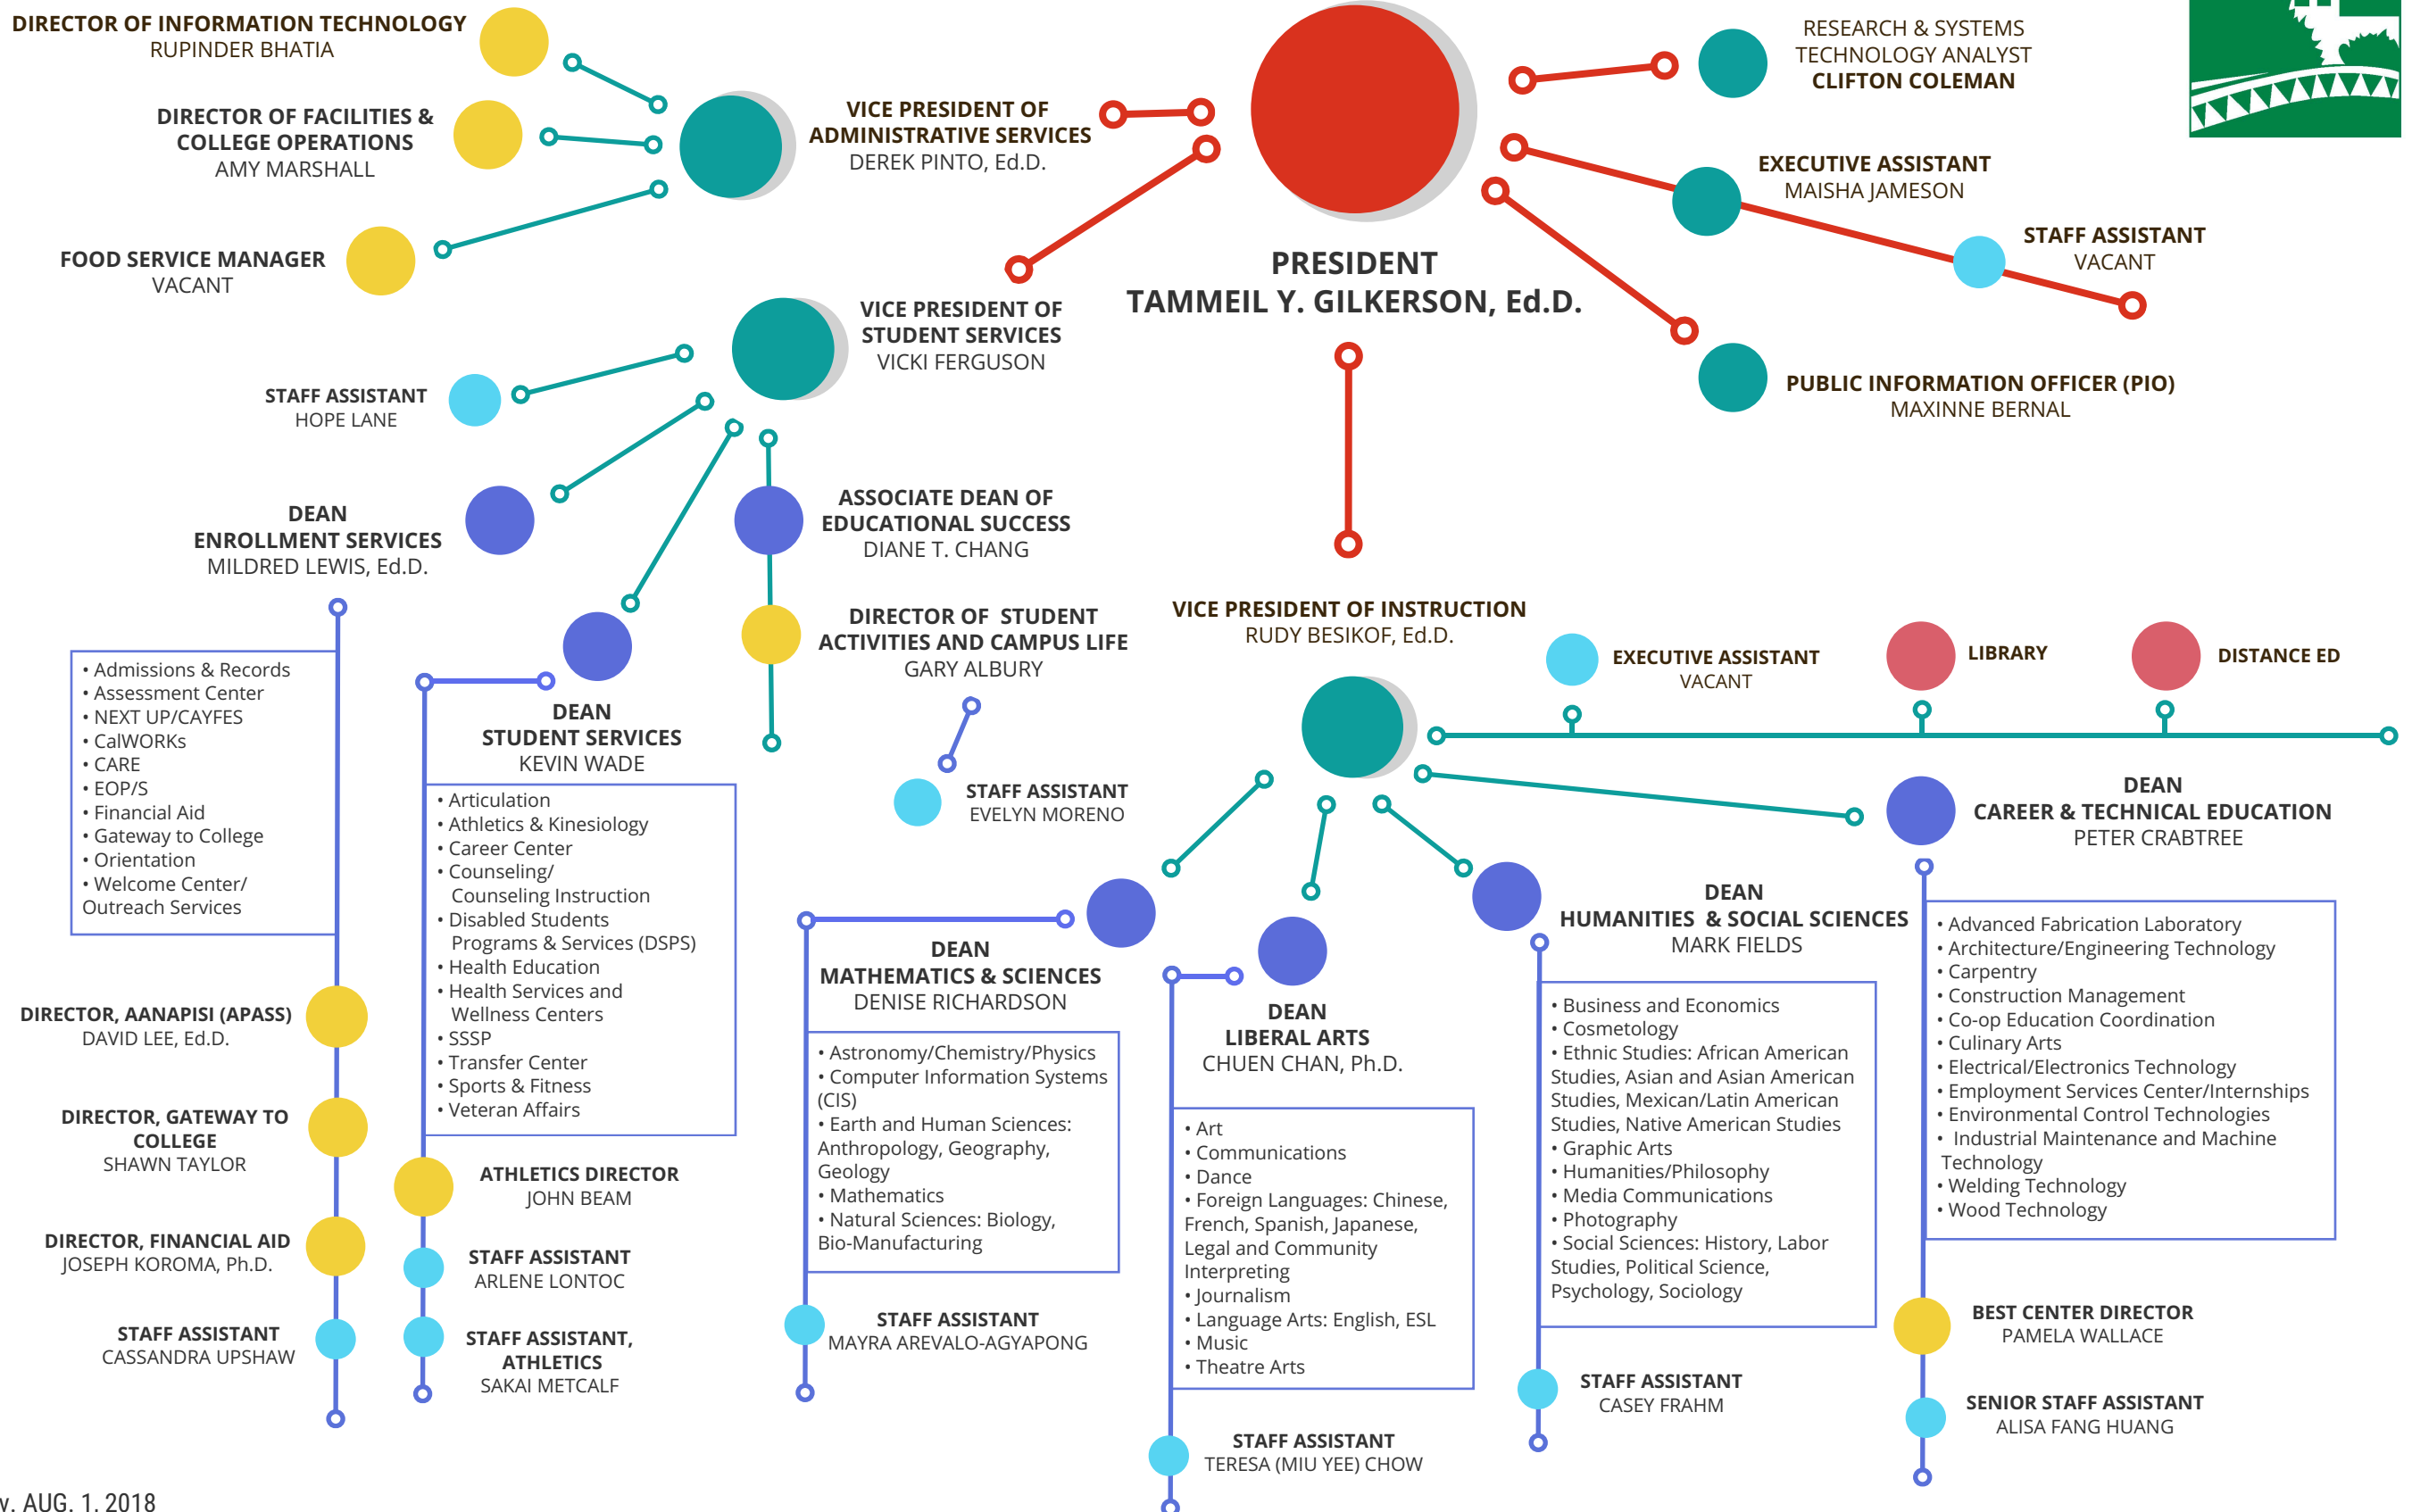 DIRECTOR OF INFORMATION TECHNOLOGY
RUPINDER BHATIA
DIRECTOR OF FACILITIES &
COLLEGE OPERATIONS
AMY MARSHALL
FOOD SERVICE MANAGER
VACANT
VICE PRESIDENT OF
ADMINISTRATIVE SERVICES
DEREK PINTO, Ed.D.
PRESIDENT
TAMMEIL Y. GILKERSON, Ed.D.
RESEARCH & SYSTEMS
TECHNOLOGY ANALYST
CLIFTON COLEMAN
EXECUTIVE ASSISTANT
MAISHA JAMESON
STAFF ASSISTANT
VACANT
PUBLIC INFORMATION OFFICER (PIO)
MAXINNE BERNAL
VICE PRESIDENT OF
STUDENT SERVICES
VICKI FERGUSON
STAFF ASSISTANT
HOPE LANE
DEAN
ENROLLMENT SERVICES
MILDRED LEWIS, Ed.D.
• Admissions & Records
• Assessment Center
• NEXT UP/CAYFES
• CalWORKs
• CARE
• EOP/S
• Financial Aid
• Gateway to College
• Orientation
• Welcome Center/
Outreach Services
DIRECTOR, AANAPISI (APASS)
DAVID LEE, Ed.D.
DIRECTOR, GATEWAY TO
COLLEGE
SHAWN TAYLOR
DIRECTOR, FINANCIAL AID
JOSEPH KOROMA, Ph.D.
STAFF ASSISTANT
CASSANDRA UPSHAW
DEAN
STUDENT SERVICES
KEVIN WADE
• Articulation
• Athletics & Kinesiology
• Career Center
• Counseling/
Counseling Instruction
• Disabled Students
Programs & Services (DSPS)
• Health Education
• Health Services and
Wellness Centers
• SSSP
• Transfer Center
• Sports & Fitness
• Veteran Affairs
ATHLETICS DIRECTOR
JOHN BEAM
STAFF ASSISTANT
ARLENE LONTOC
STAFF ASSISTANT,
ATHLETICS
SAKAI METCALF
ASSOCIATE DEAN OF
EDUCATIONAL SUCCESS
DIANE T. CHANG
DIRECTOR OF STUDENT
ACTIVITIES AND CAMPUS LIFE
GARY ALBURY
STAFF ASSISTANT
EVELYN MORENO
VICE PRESIDENT OF INSTRUCTION
RUDY BESIKOF, Ed.D.
EXECUTIVE ASSISTANT
VACANT
LIBRARY
DISTANCE ED
DEAN
MATHEMATICS & SCIENCES
DENISE RICHARDSON
• Astronomy/Chemistry/Physics
• Computer Information Systems
(CIS)
• Earth and Human Sciences:
Anthropology, Geography,
Geology
• Mathematics
• Natural Sciences: Biology,
Bio-Manufacturing
STAFF ASSISTANT
MAYRA AREVALO-AGYAPONG
DEAN
LIBERAL ARTS
CHUEN CHAN, Ph.D.
• Art
• Communications
• Dance
• Foreign Languages: Chinese,
French, Spanish, Japanese,
Legal and Community
Interpreting
• Journalism
• Language Arts: English, ESL
• Music
• Theatre Arts
STAFF ASSISTANT
TERESA (MIU YEE) CHOW
DEAN
HUMANITIES & SOCIAL SCIENCES
MARK FIELDS
• Business and Economics
• Cosmetology
• Ethnic Studies: African American
Studies, Asian and Asian American
Studies, Mexican/Latin American
Studies, Native American Studies
• Graphic Arts
• Humanities/Philosophy
• Media Communications
• Photography
• Social Sciences: History, Labor
Studies, Political Science,
Psychology, Sociology
STAFF ASSISTANT
CASEY FRAHM
DEAN
CAREER & TECHNICAL EDUCATION
PETER CRABTREE
• Advanced Fabrication Laboratory
• Architecture/Engineering Technology
• Carpentry
• Construction Management
• Co-op Education Coordination
• Culinary Arts
• Electrical/Electronics Technology
• Employment Services Center/Internships
• Environmental Control Technologies
• Industrial Maintenance and Machine
Technology
• Welding Technology
• Wood Technology
BEST CENTER DIRECTOR
PAMELA WALLACE
SENIOR STAFF ASSISTANT
ALISA FANG HUANG
AUG. 1, 2018